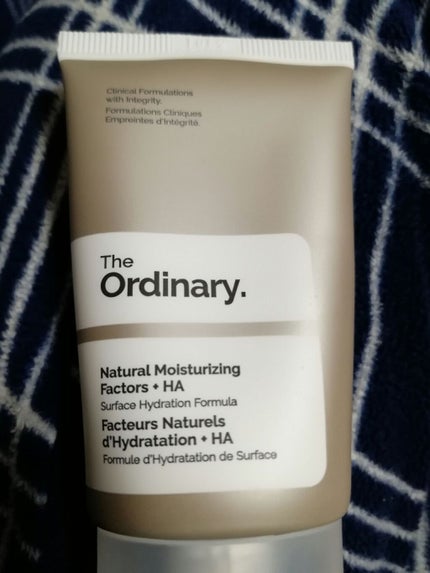 Clinical Formulations
with Integrity.
Formulations Cliniques
Empreintes d'Intégrité.
The
Ordinary.
Natural Moisturizing
Factors + HA
Surface Hydration Formula
Facteurs Naturels
d'Hydratation + HA
Formule d'Hydratation de Surface